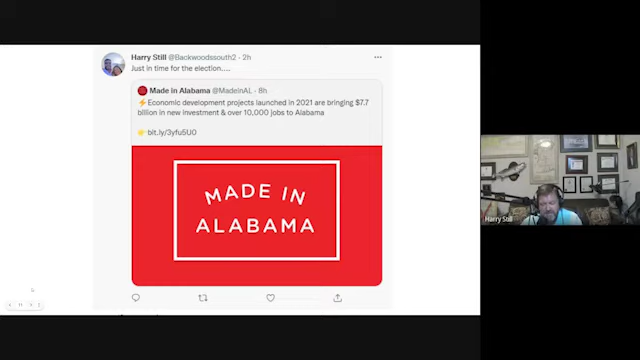 Harry Still @Backwoodssouth2 · 2h
Just in time for the election....
Made in Alabama @MadeinAL · 8h
⚡Economic development projects launched in 2021 are bringing $7.7
billion in new investment & over 10,000 jobs to Alabama
👉 bit.ly/3yfu5U0
MADE IN
ALABAMA
Harry Still